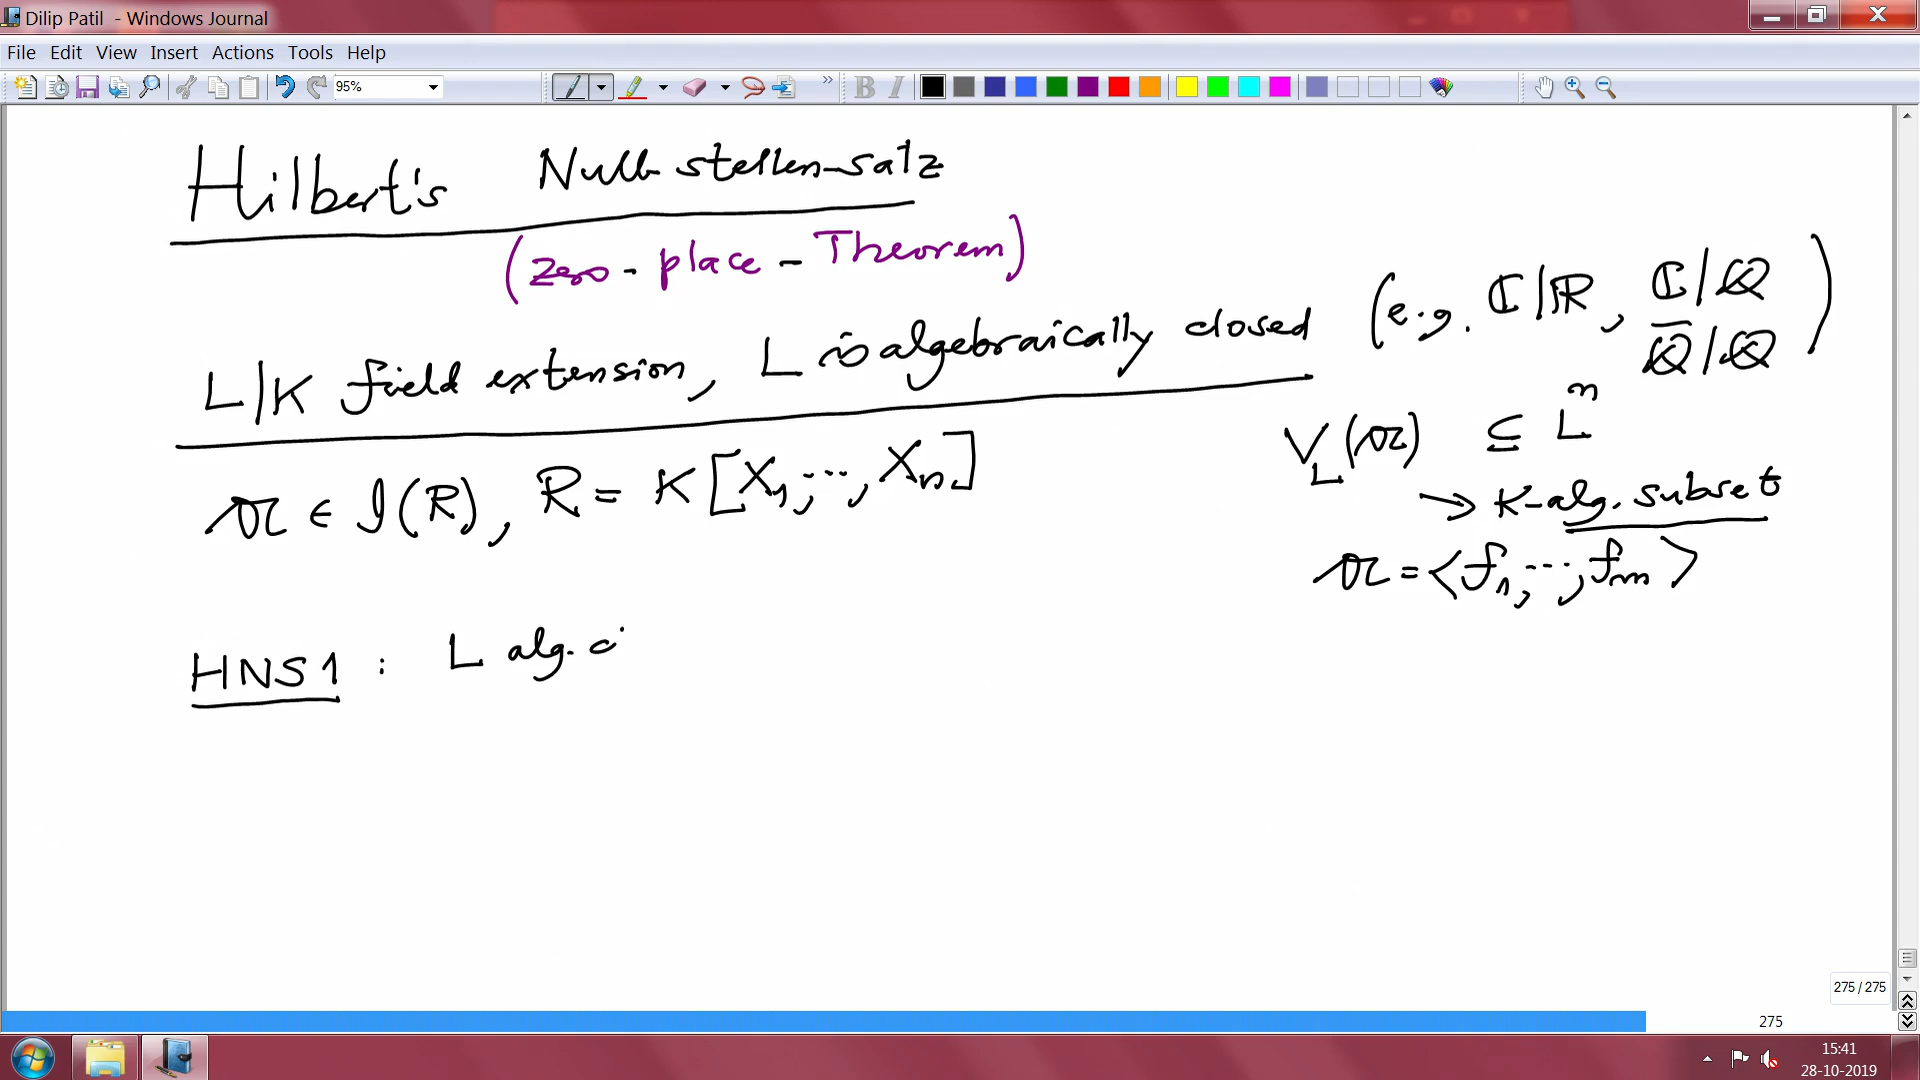 Dilip Patil - Windows Journal
File Edit View Insert Actions Tools Help
95%
Hilbert's Null-stellen-satz
(Zero - place - Theorem)
L|K field extension, L is algebraically closed (e.g. ℂ|ℝ, ℂ|ℚ
ℚ̅|ℚ)
𝔞 ∈ I(R), R = K[X₁,…,Xₙ]
V_L(𝔞) ⊆ Lⁿ
→ K-alg. subset
𝔞 = <f₁,…,fₘ>
HNS1 : L alg. c
275 / 275
275
15:41
28-10-2019